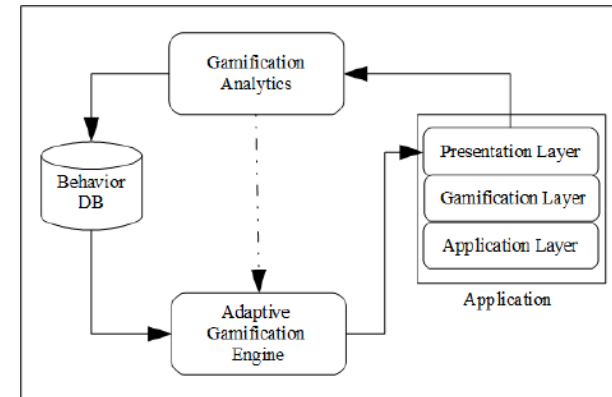 Gamification
Analytics
Behavior
DB
Presentation Layer
Gamification Layer
Application Layer
Application
Adaptive
Gamification
Engine